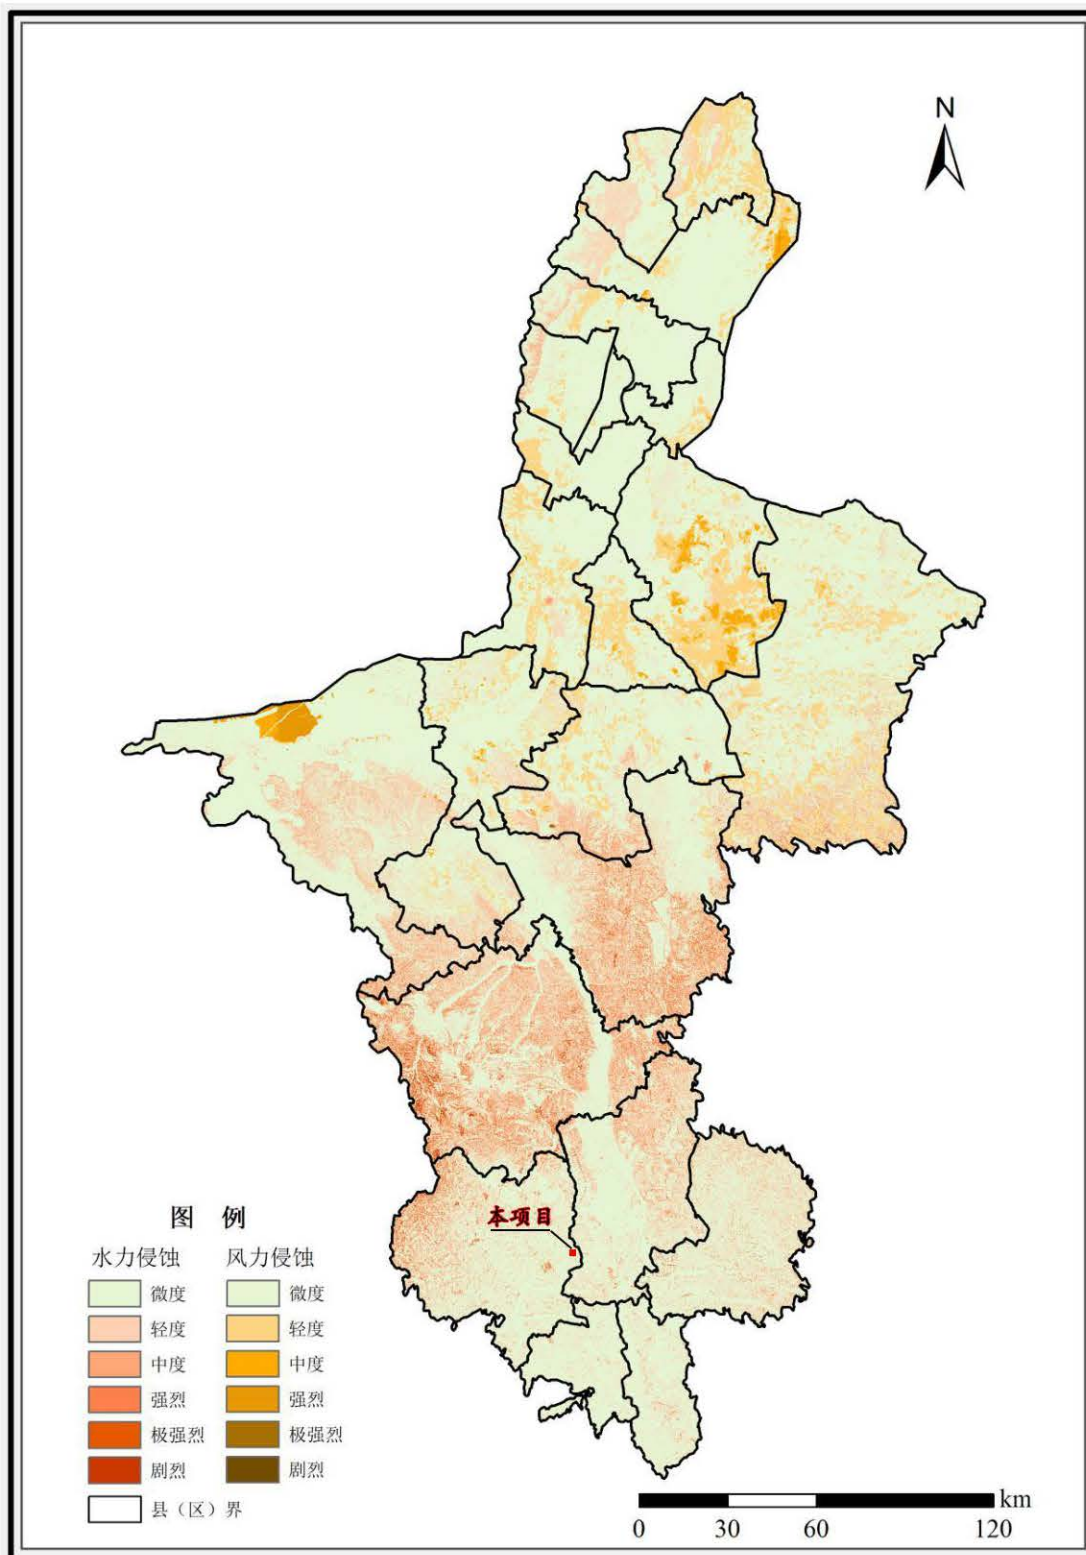 N
本项目
图 例
水力侵蚀 风力侵蚀
微度 微度
轻度 轻度
中度 中度
强烈 强烈
极强烈 极强烈
剧烈 剧烈
县（区）界
km
0 30 60 120